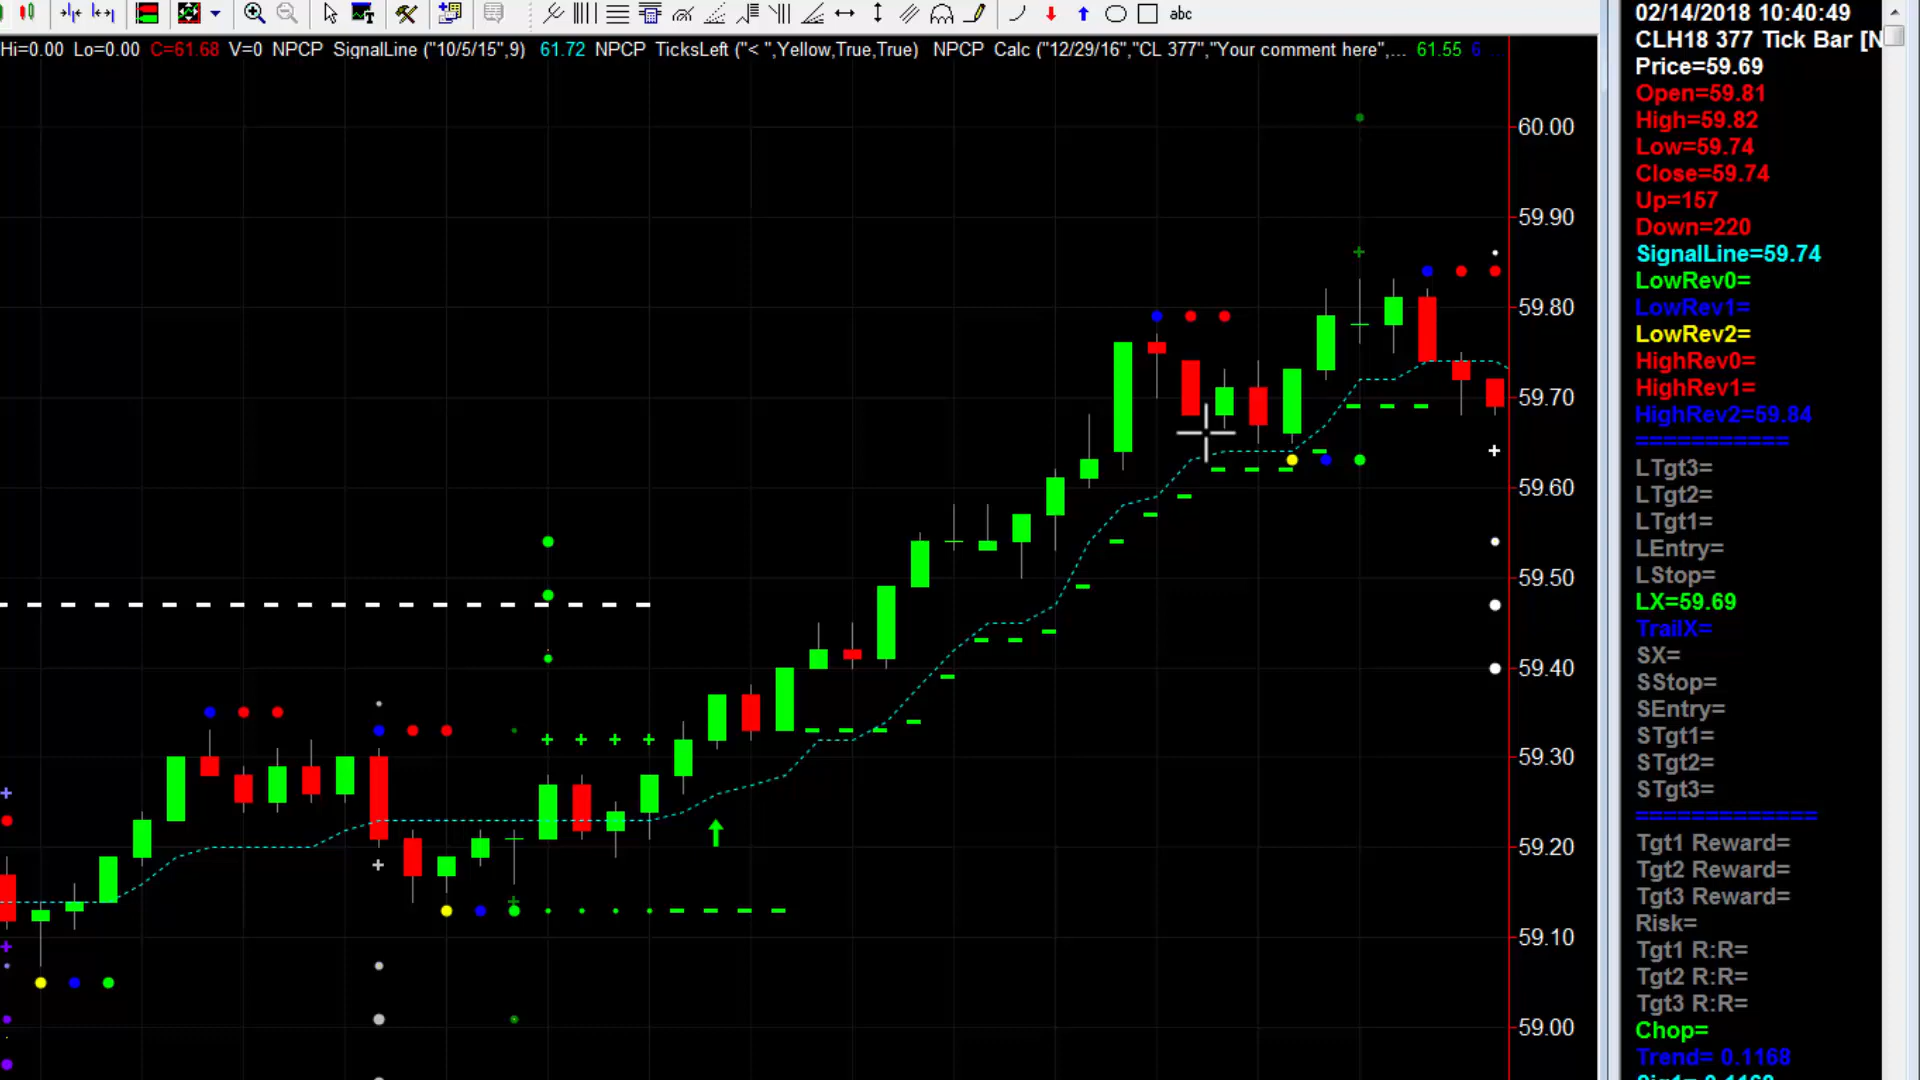 abc
Hi=0.00 Lo=0.00 C=61.68 V=0 NPCP SignalLine ("10/5/15",9) 61.72 NPCP TicksLeft ("< ",Yellow,True,True) NPCP Calc ("12/29/16","CL 377","Your comment here",... 61.55 6
60.00
59.90
59.80
59.70
59.60
59.50
59.40
59.30
59.20
59.10
59.00
02/14/2018 10:40:49
CLH18 377 Tick Bar [N
Price=59.69
Open=59.81
High=59.82
Low=59.74
Close=59.74
Up=157
Down=220
SignalLine=59.74
LowRev0=
LowRev1=
LowRev2=
HighRev0=
HighRev1=
HighRev2=59.84
===========
LTgt3=
LTgt2=
LTgt1=
LEntry=
LStop=
LX=59.69
TrailX=
SX=
SStop=
SEntry=
STgt1=
STgt2=
STgt3=
=============
Tgt1 Reward=
Tgt2 Reward=
Tgt3 Reward=
Risk=
Tgt1 R:R=
Tgt2 R:R=
Tgt3 R:R=
Chop=
Trend= 0.1168